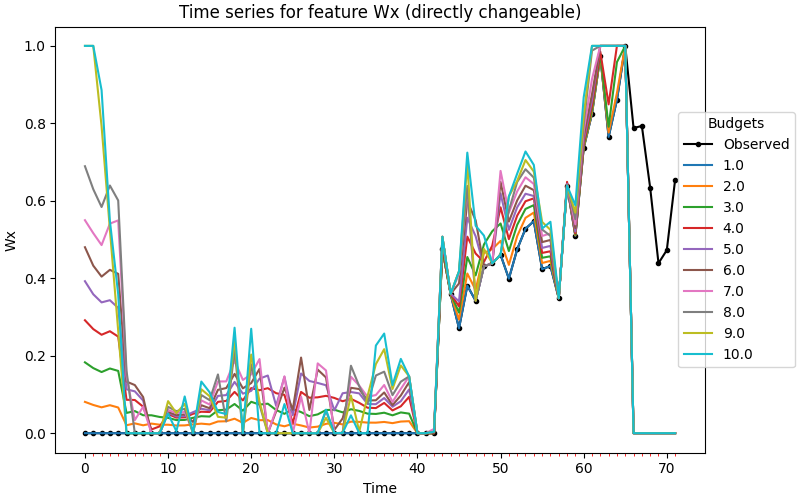 Time series for feature Wx (directly changeable)
1.0
0.8
0.6
0.4
0.2
0.0
Wx
0 10 20 30 40 50 60 70
Time
Budgets
Observed
1.0
2.0
3.0
4.0
5.0
6.0
7.0
8.0
9.0
10.0